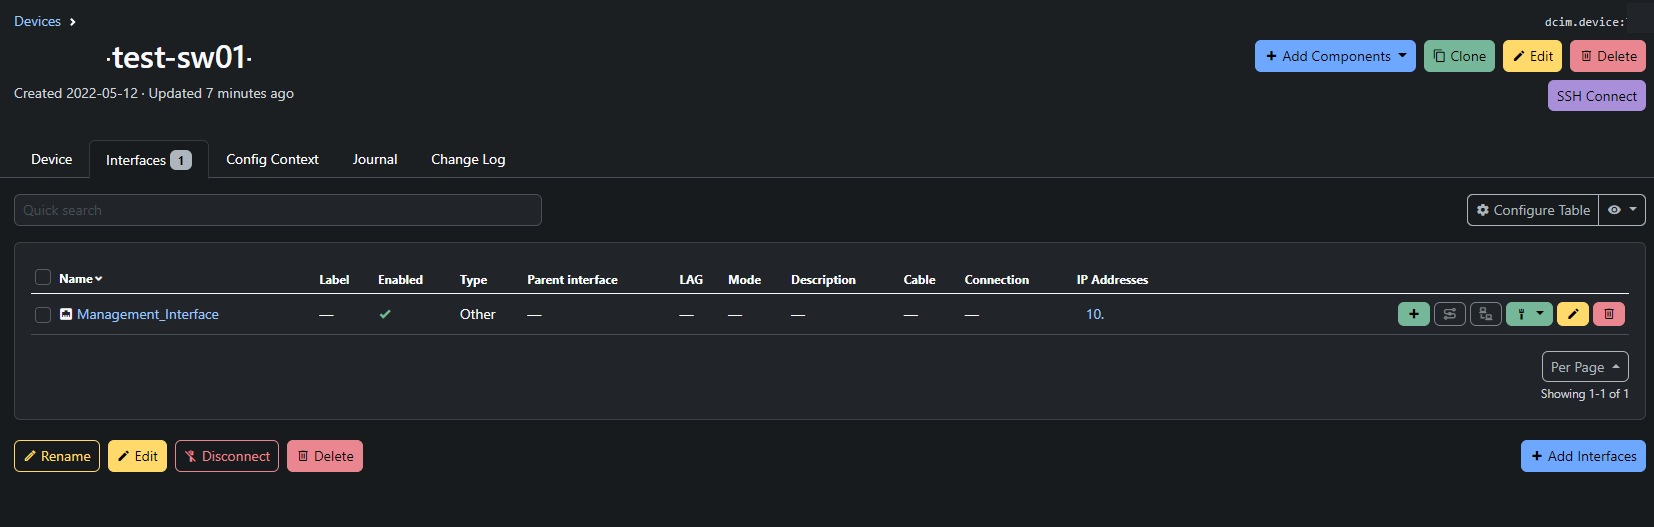 Devices
dcim.device:
·test-sw01·
Add Components Clone Edit Delete
Created 2022-05-12 · Updated 7 minutes ago
SSH Connect
Device Interfaces 1 Config Context Journal Change Log
Quick search
Configure Table
Name Label Enabled Type Parent interface LAG Mode Description Cable Connection IP Addresses
Management_Interface — Other — — — — — — 10.
Per Page
Showing 1-1 of 1
Rename Edit Disconnect Delete
Add Interfaces